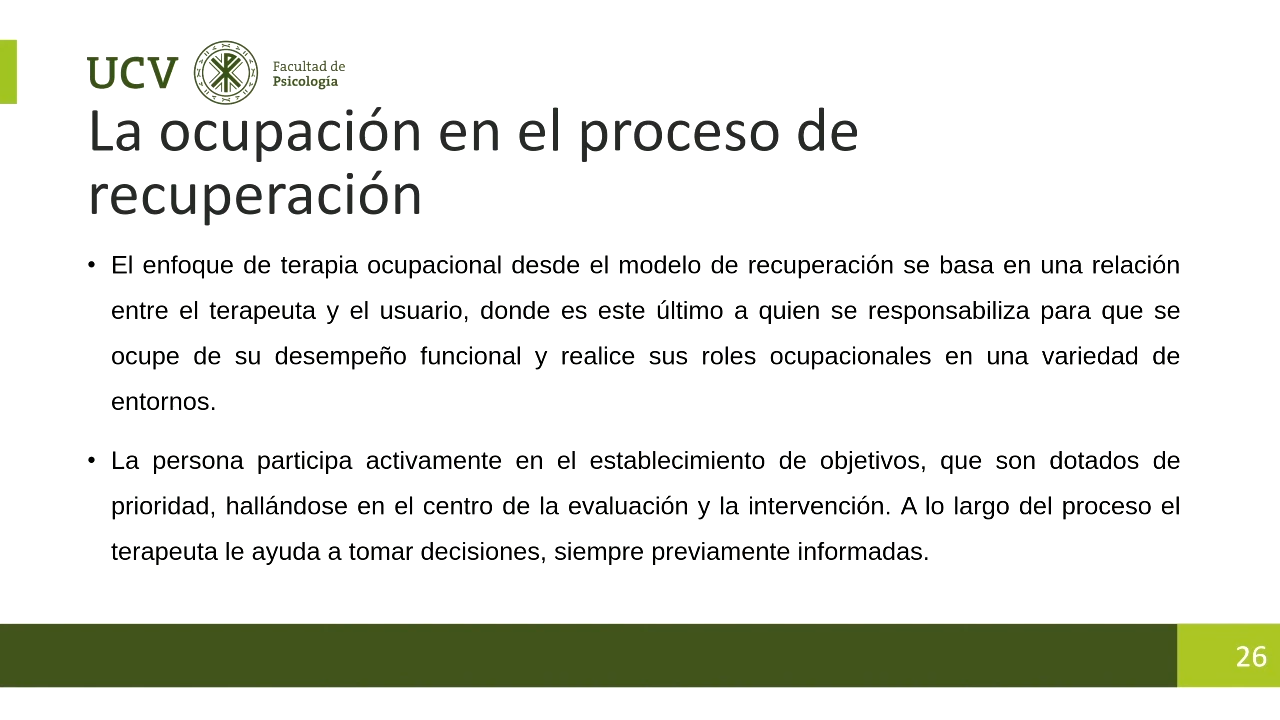 UCV
Facultad de
Psicología
La ocupación en el proceso de
recuperación
• El enfoque de terapia ocupacional desde el modelo de recuperación se basa en una relación
entre el terapeuta y el usuario, donde es este último a quien se responsabiliza para que se
ocupe de su desempeño funcional y realice sus roles ocupacionales en una variedad de
entornos.
• La persona participa activamente en el establecimiento de objetivos, que son dotados de
prioridad, hallándose en el centro de la evaluación y la intervención. A lo largo del proceso el
terapeuta le ayuda a tomar decisiones, siempre previamente informadas.
26